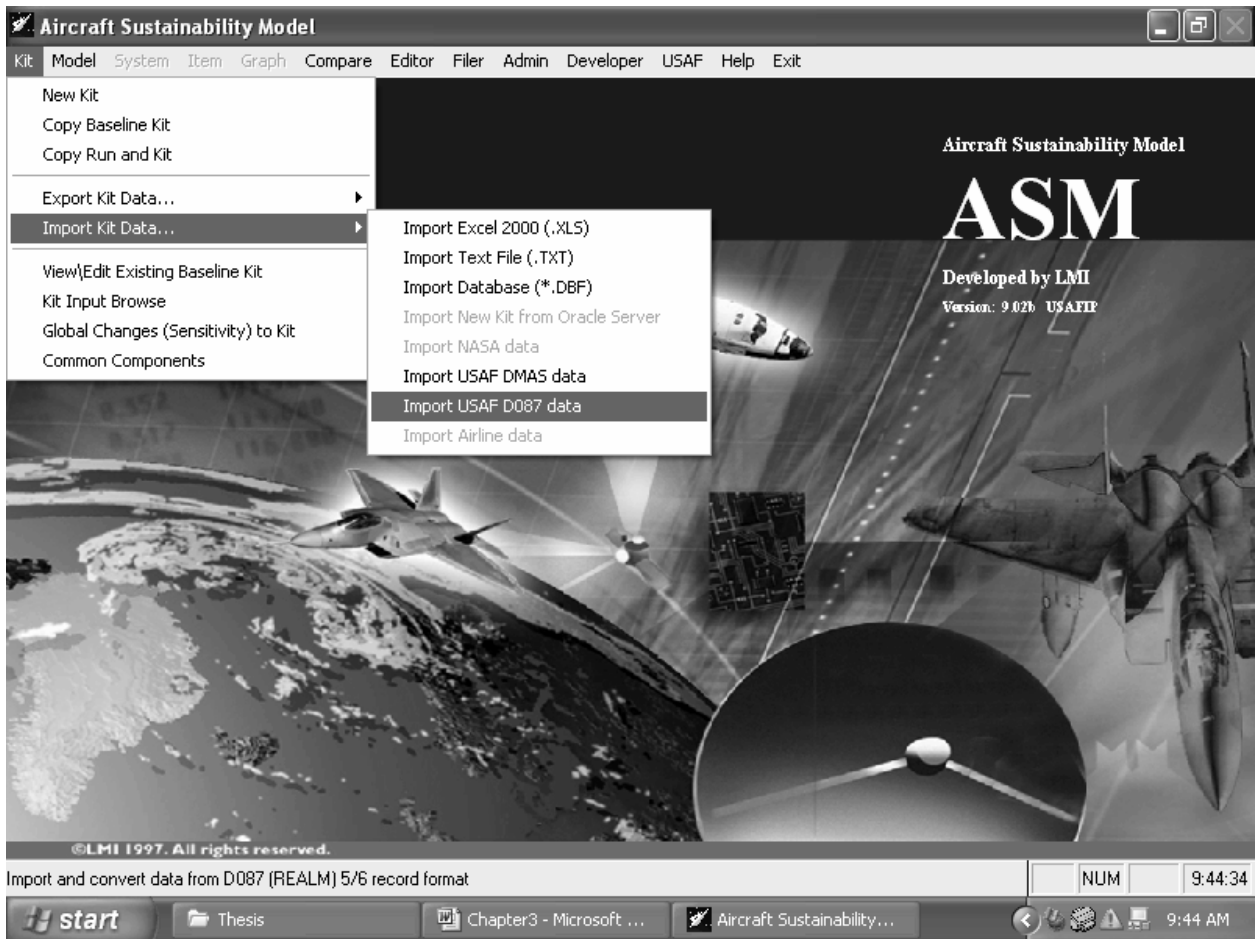 Aircraft Sustainability Model
Kit Model System Item Graph Compare Editor Filer Admin Developer USAF Help Exit
New Kit
Copy Baseline Kit
Copy Run and Kit
Export Kit Data...
Import Kit Data...
View\Edit Existing Baseline Kit
Kit Input Browse
Global Changes (Sensitivity) to Kit
Common Components
Import Excel 2000 (.XLS)
Import Text File (.TXT)
Import Database (*.DBF)
Import New Kit from Oracle Server
Import NASA data
Import USAF DMAS data
Import USAF D087 data
Import Airline data
Aircraft Sustainability Model
ASM
Developed by LMI
Version: 9.02b USAFIP
©LMI 1997. All rights reserved.
Import and convert data from D087 (REALM) 5/6 record format
NUM
9:44:34
start
Thesis
Chapter3 - Microsoft ...
Aircraft Sustainability...
9:44 AM